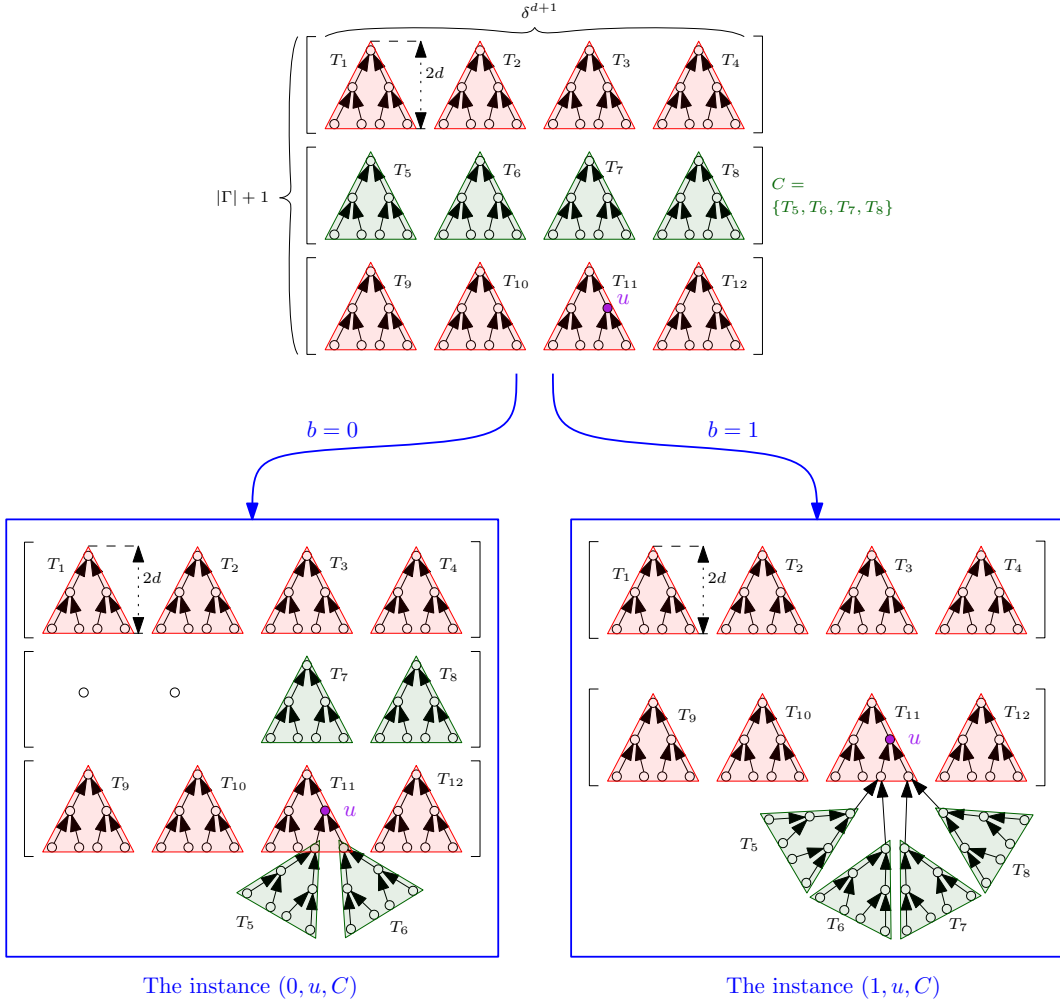 δ^{d+1}
T_1 2d T_2 T_3 T_4
|Γ| + 1
T_5 T_6 T_7 T_8
C =
{T_5, T_6, T_7, T_8}
T_9 T_10 T_11 T_12
u
b = 0
b = 1
T_1 2d T_2 T_3 T_4
T_7 T_8
T_9 T_10 T_11 T_12
u
T_5 T_6
The instance (0, u, C)
T_1 2d T_2 T_3 T_4
T_9 T_10 T_11 T_12
u
T_5 T_8
T_6 T_7
The instance (1, u, C)